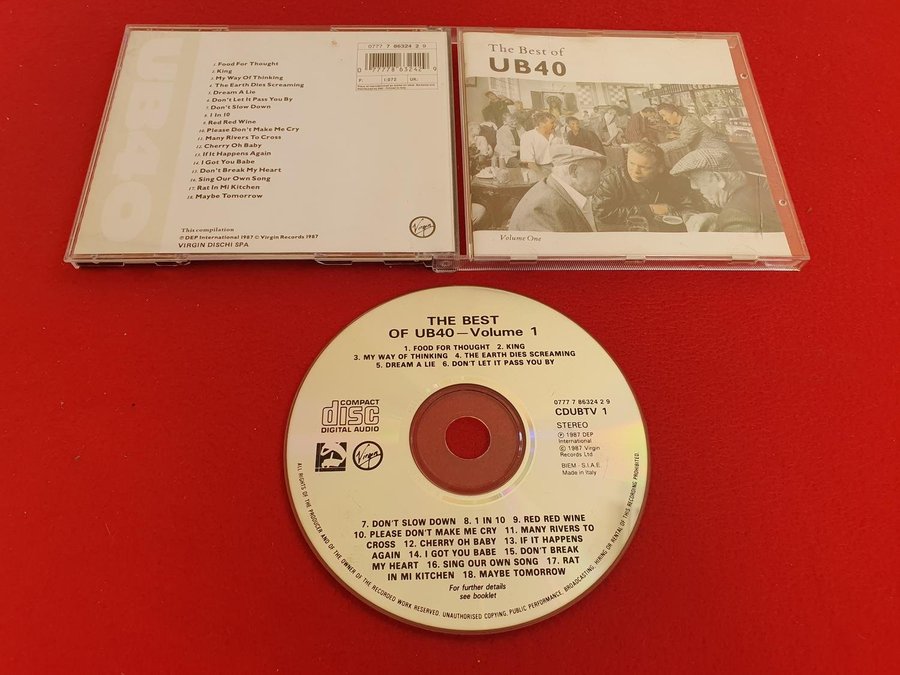 0777 7 86324 2 9
0 77778 63242 9
P.   1:070   UK:
1. Food For Thought
2. King
3. My Way Of Thinking
4. The Earth Dies Screaming
5. Dream A Lie
6. Don't Let It Pass You By
7. Don't Slow Down
8. 1 In 10
9. Red Red Wine
10. Please Don't Make Me Cry
11. Many Rivers To Cross
12. Cherry Oh Baby
13. If It Happens Again
14. I Got You Babe
15. Don't Break My Heart
16. Sing Our Own Song
17. Rat In Mi Kitchen
18. Maybe Tomorrow
This compilation
℗ DEP International 1987 © Virgin Records 1987
VIRGIN DISCHI SPA
Virgin
The Best of
UB40
Volume One
THE BEST
OF UB40—Volume 1
1. FOOD FOR THOUGHT 2. KING
3. MY WAY OF THINKING 4. THE EARTH DIES SCREAMING
5. DREAM A LIE 6. DON'T LET IT PASS YOU BY
COMPACT
disc
DIGITAL AUDIO
Virgin
0777 7 86324 2 9
CDUBTV 1
STEREO
℗ 1987 DEP
International
© 1987 Virgin
Records Ltd
BIEM - S.I.A.E.
Made in Italy
7. DON'T SLOW DOWN 8. 1 IN 10 9. RED RED WINE
10. PLEASE DON'T MAKE ME CRY 11. MANY RIVERS TO
CROSS 12. CHERRY OH BABY 13. IF IT HAPPENS
AGAIN 14. I GOT YOU BABE 15. DON'T BREAK
MY HEART 16. SING OUR OWN SONG 17. RAT
IN MI KITCHEN 18. MAYBE TOMORROW
For further details
see booklet
ALL RIGHTS OF THE PRODUCER AND OF THE OWNER OF THE RECORDED WORK RESERVED. UNAUTHORISED COPYING, PUBLIC PERFORMANCE, BROADCASTING, HIRING OR RENTAL OF THIS RECORDING PROHIBITED.